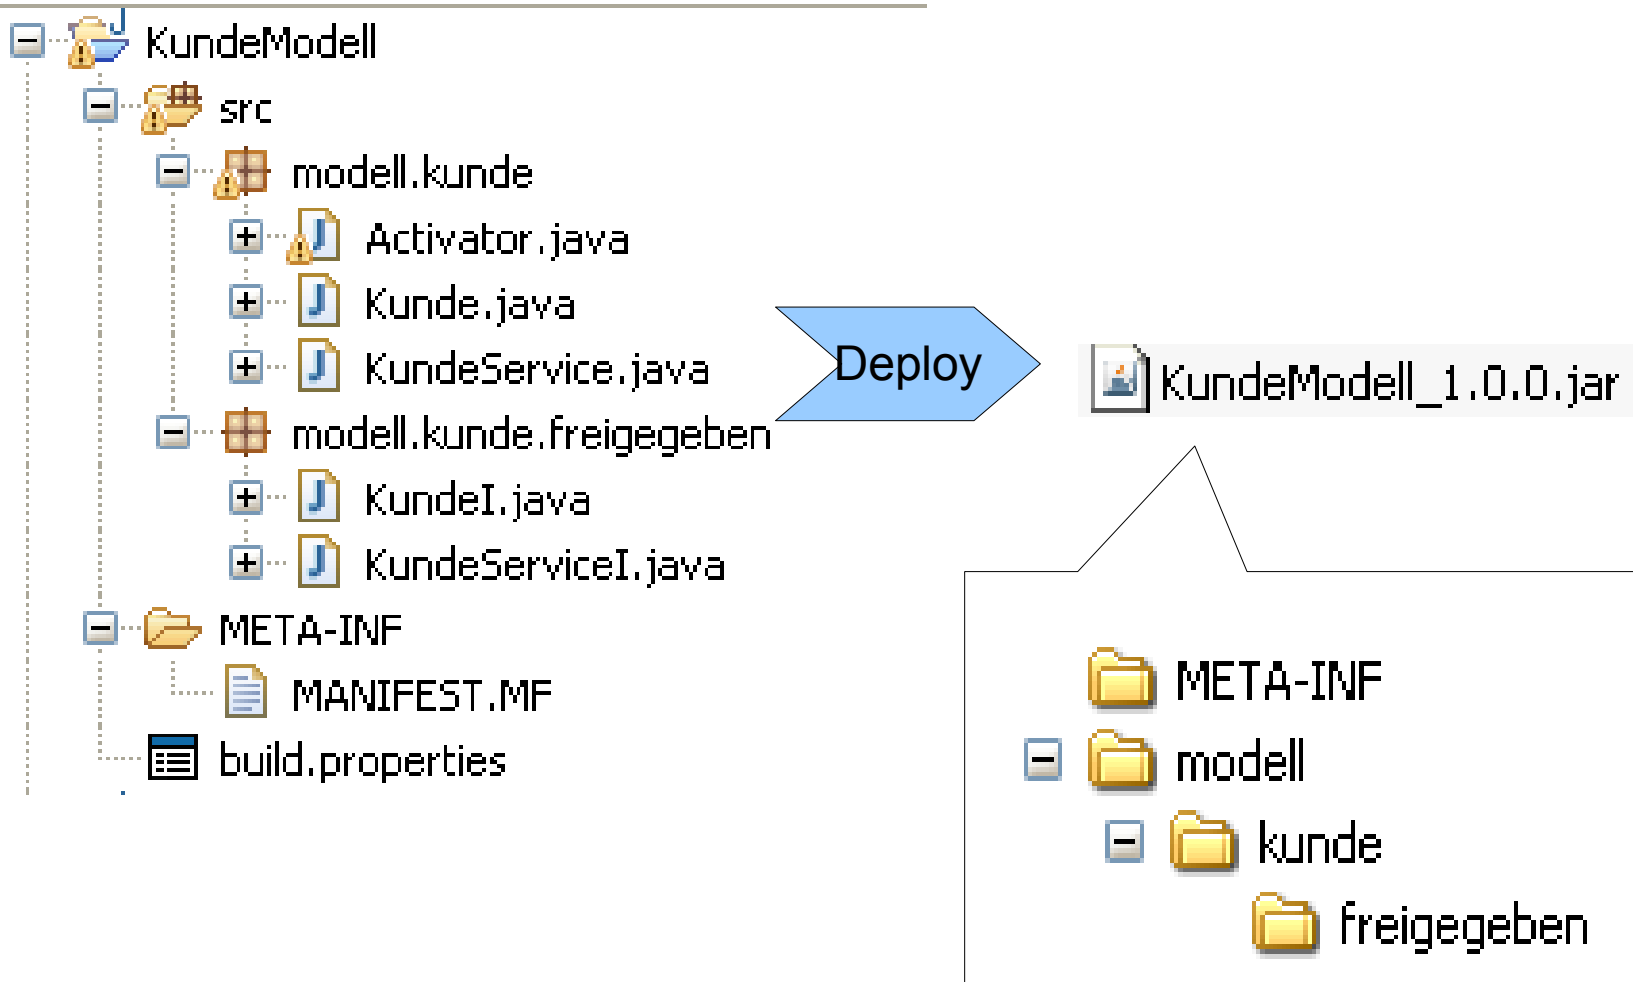 KundeModell
src
modell.kunde
Activator.java
Kunde.java
KundeService.java
modell.kunde.freigegeben
KundeI.java
KundeServiceI.java
META-INF
MANIFEST.MF
build.properties
Deploy
KundeModell_1.0.0.jar
META-INF
modell
kunde
freigegeben